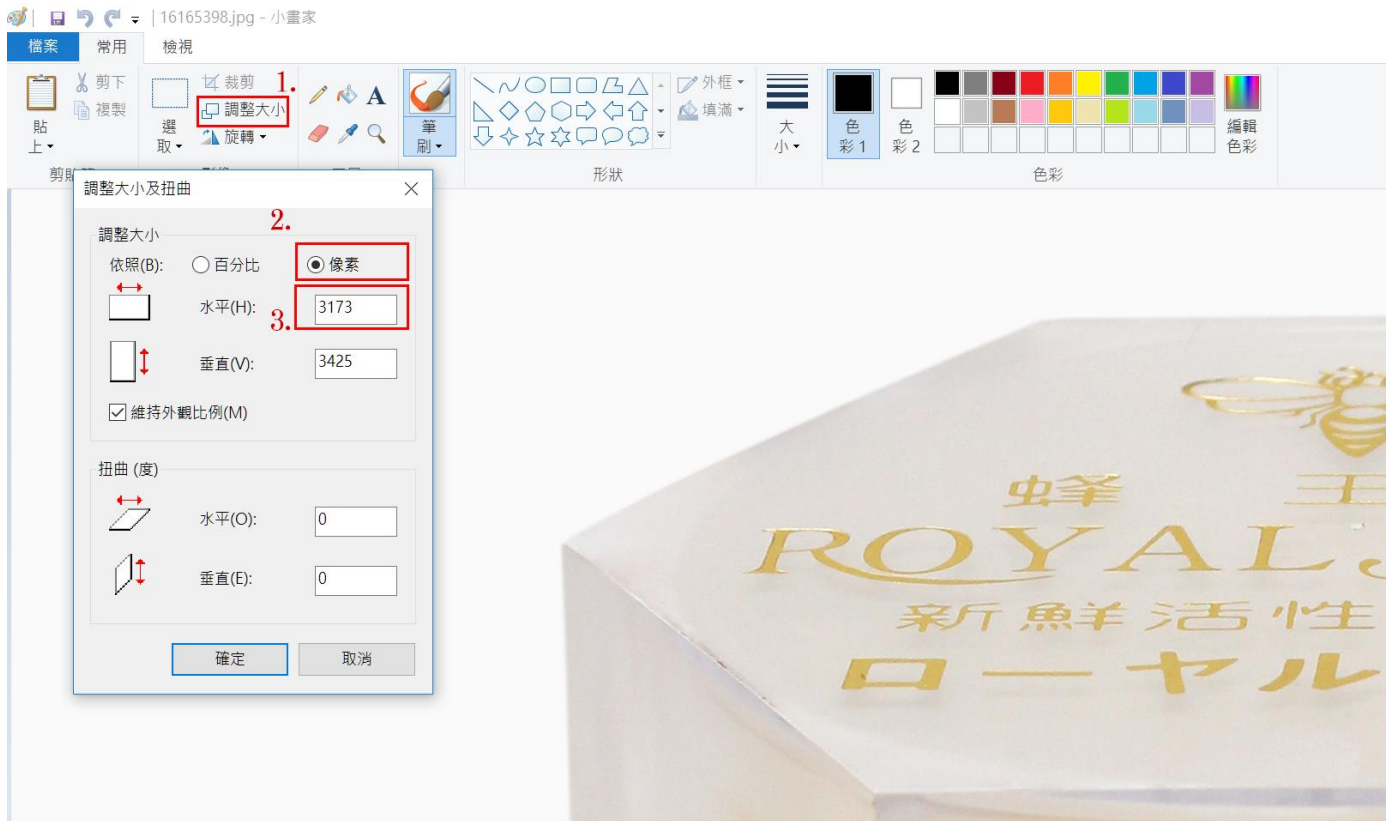 16165398.jpg - 小畫家
檔案 常用 檢視
貼上
剪下
複製
選取
裁剪
1.
調整大小
旋轉
A
筆刷
外框
填滿
形狀
大小
色彩 1
色彩 2
編輯色彩
色彩
調整大小及扭曲
2.
調整大小
依照(B): 百分比 像素
水平(H): 3173
3.
垂直(V): 3425
維持外觀比例(M)
扭曲 (度)
水平(O): 0
垂直(E): 0
確定 取消
蜂 王
ROYAL
新鮮活性
ローヤル